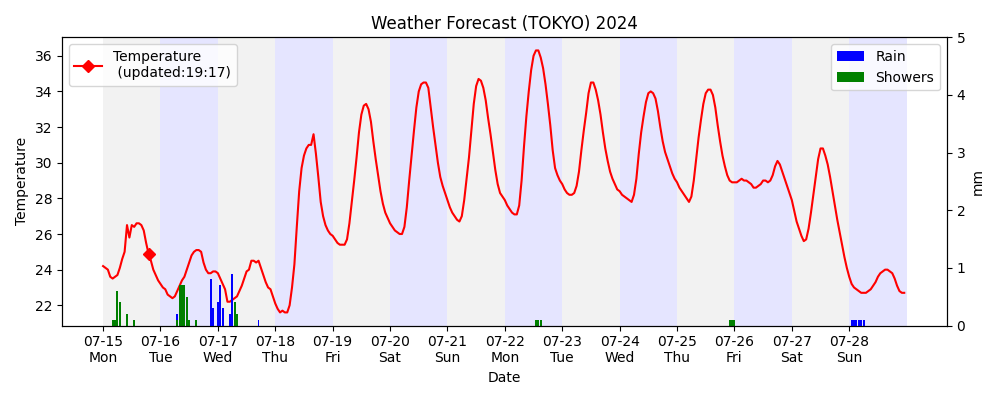 Weather Forecast (TOKYO) 2024
Temperature
(updated:19:17)
Rain
Showers
Temperature
36
34
32
30
28
26
24
22
5
4
3
2
1
0
mm
07-15 07-16 07-17 07-18 07-19 07-20 07-21 07-22 07-23 07-24 07-25 07-26 07-27 07-28
Mon Tue Wed Thu Fri Sat Sun Mon Tue Wed Thu Fri Sat Sun
Date